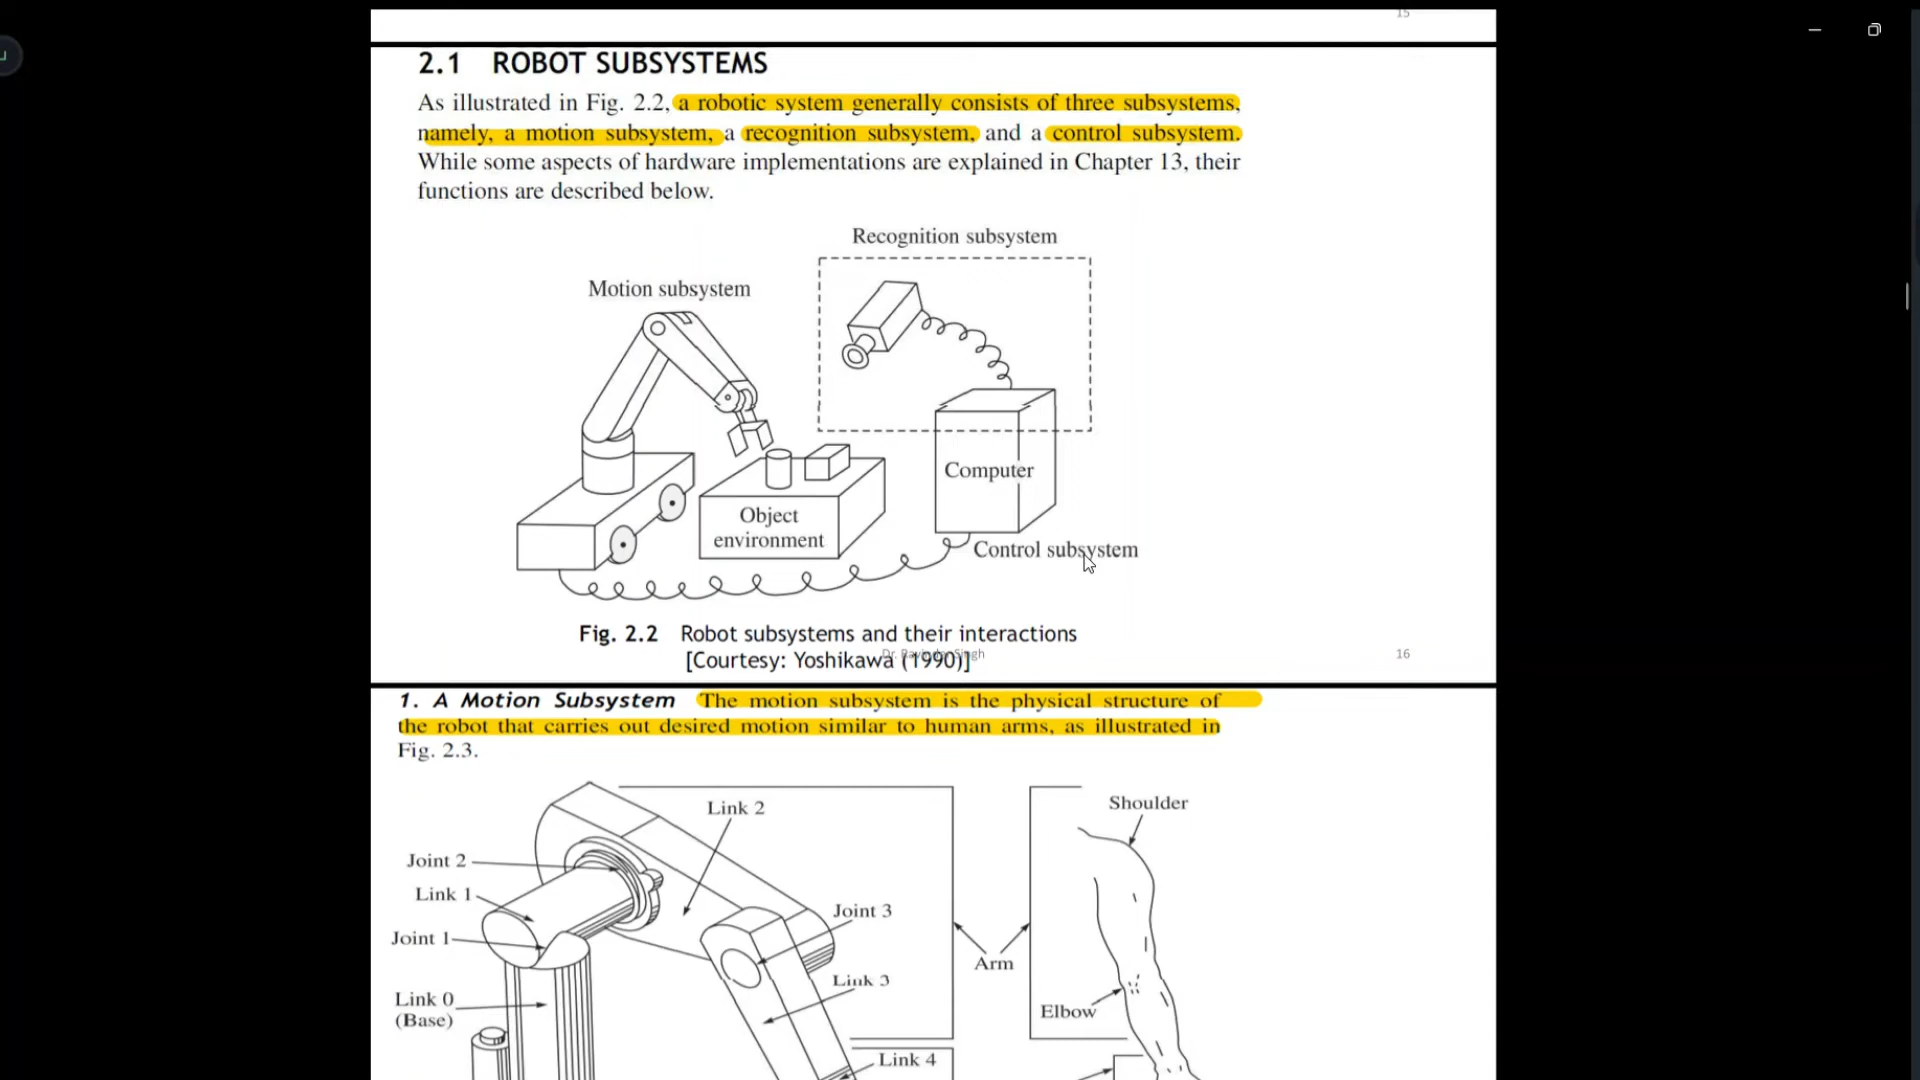 15
2.1 ROBOT SUBSYSTEMS
As illustrated in Fig. 2.2, a robotic system generally consists of three subsystems,
namely, a motion subsystem, a recognition subsystem, and a control subsystem.
While some aspects of hardware implementations are explained in Chapter 13, their
functions are described below.
Recognition subsystem
Motion subsystem
Computer
Object
environment
Control subsystem
Fig. 2.2 Robot subsystems and their interactions
[Courtesy: Yoshikawa (1990)]
Dr. Ravinder Singh
16
1. A Motion Subsystem The motion subsystem is the physical structure of
the robot that carries out desired motion similar to human arms, as illustrated in
Fig. 2.3.
Link 2
Shoulder
Joint 2
Link 1
Joint 3
Joint 1
Arm
Link 3
Link 0
(Base)
Elbow
Link 4